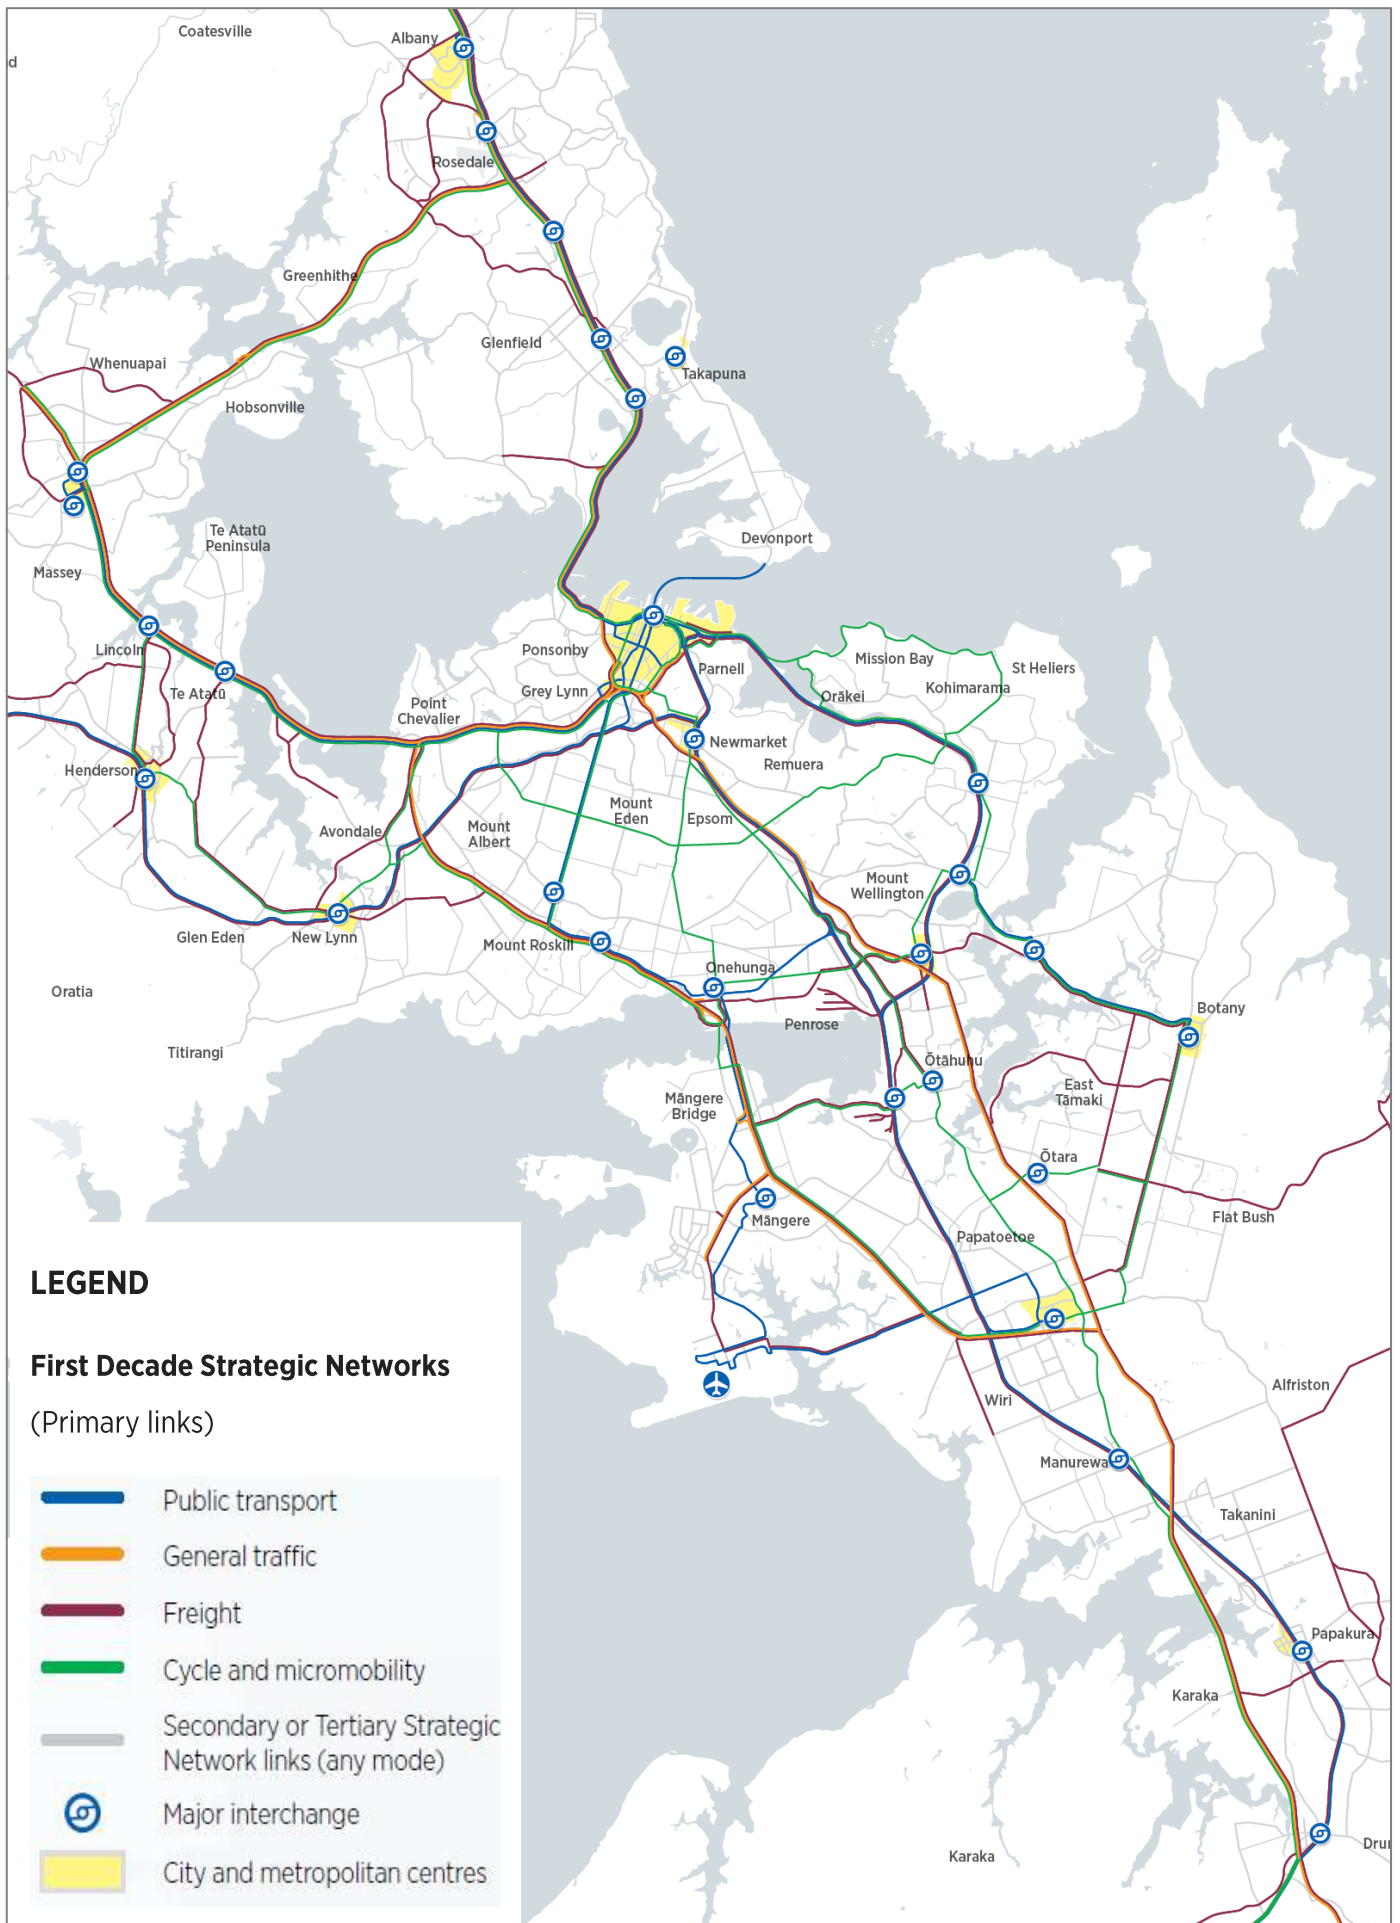 Coatesville
Albany
d
Rosedale
Greenhithe
Glenfield
Whenuapai
Takapuna
Hobsonville
Te Atatū
Peninsula
Devonport
Massey
Lincoln
Ponsonby
Mission Bay
St Heliers
Parnell
Te Atatū
Grey Lynn
Kohimarama
Orākei
Point
Chevalier
Newmarket
Henderson
Remuera
Mount
Eden
Epsom
Avondale
Mount
Albert
Mount
Wellington
Glen Eden
New Lynn
Mount Roskill
Onehunga
Oratia
Botany
Penrose
Titirangi
Ōtāhuhu
East
Tāmaki
Māngere
Bridge
Ōtara
Māngere
Flat Bush
Papatoetoe
Alfriston
Wiri
Manurewa
Takanini
Papakura
Karaka
Karaka
Dru
LEGEND
First Decade Strategic Networks
(Primary links)
Public transport
General traffic
Freight
Cycle and micromobility
Secondary or Tertiary Strategic
Network links (any mode)
Major interchange
City and metropolitan centres